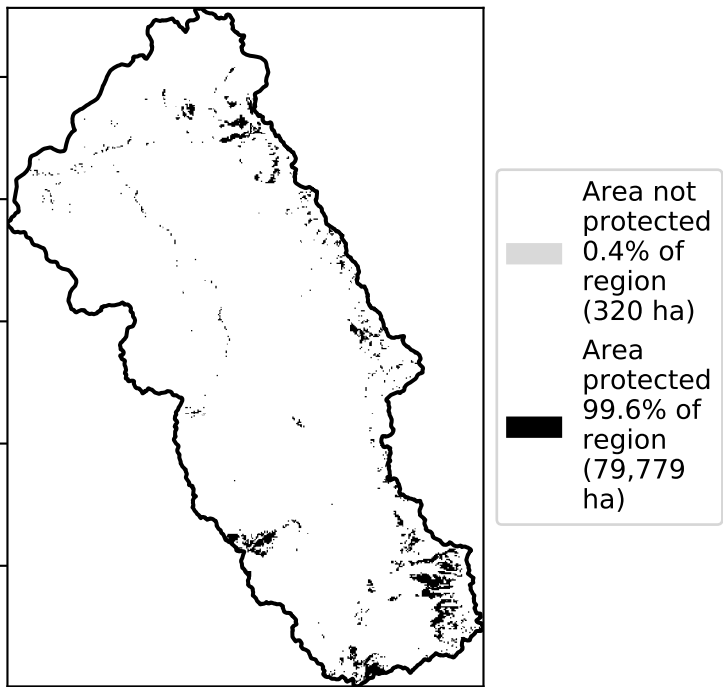 Area not
protected
0.4% of
region
(320 ha)
Area
protected
99.6% of
region
(79,779
ha)